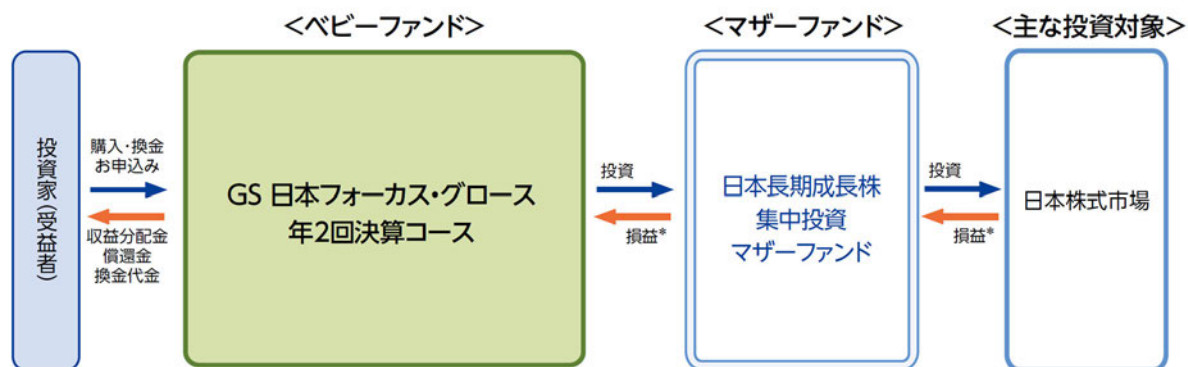 <ベビーファンド>
<マザーファンド>
<主な投資対象>
投資家(受益者)
購入・換金
お申込み
収益分配金
償還金
換金代金
GS 日本フォーカス・グロース
年2回決算コース
投資
損益*
日本長期成長株
集中投資
マザーファンド
投資
損益*
日本株式市場